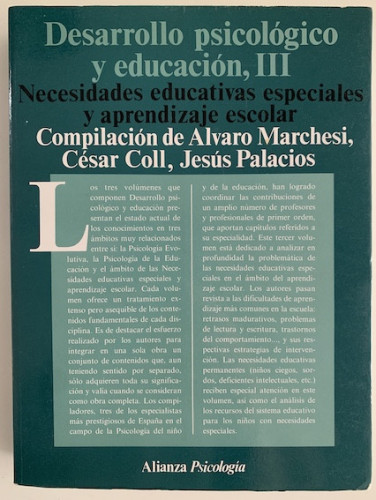 Desarrollo psicológico
y educación, III
Necesidades educativas especiales
y aprendizaje escolar
Compilación de Alvaro Marchesi,
César Coll, Jesús Palacios
Los tres volúmenes que
componen Desarrollo psi-
cológico y educación pre-
sentan el estado actual de
los conocimientos en tres
ámbitos muy relacionados
entre sí: la Psicología Evo-
lutiva, la Psicología de la Edu-
cación y el ámbito de las Nece-
sidades educativas especiales y
aprendizaje escolar. Cada volu-
men ofrece un tratamiento ex-
tenso pero asequible de los conte-
nidos fundamentales de cada dis-
ciplina. Es de destacar el esfuerzo
realizado por los autores para
integrar en una sola obra un
conjunto de contenidos que, aun
teniendo sentido por separado,
sólo adquieren toda su significa-
ción y valía cuando se consideran
como obra completa. Los compi-
ladores, tres de los especialistas
más prestigiosos de España en el
campo de la Psicología del niño
y de la educación, han logrado
coordinar las contribuciones de
un amplio número de profesores
y profesionales de primer orden,
que aportan capítulos referidos a
su especialidad. Este tercer volu-
men está dedicado a analizar en
profundidad la problemática de
las necesidades educativas espe-
ciales en el ámbito del aprendi-
zaje escolar. Los autores pasan
revista a las dificultades de apren-
dizaje más comunes en la escuela:
retrasos madurativos, problemas
de lectura y escritura, trastornos
del comportamiento..., y sus res-
pectivas estrategias de interven-
ción. Las necesidades educativas
permanentes (niños ciegos, sor-
dos, deficientes intelectuales, etc.)
reciben especial atención en este
volumen, así como el análisis de
los recursos del sistema educativo
para los niños con necesidades
especiales.
Alianza Psicología